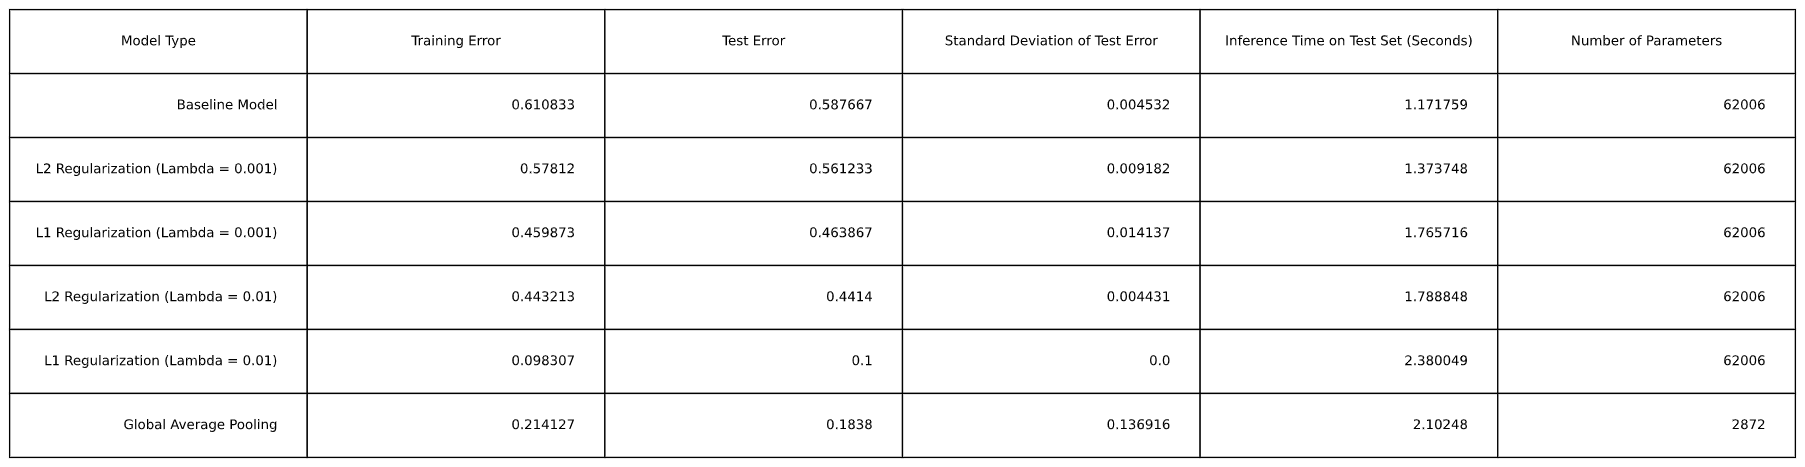 Model Type Training Error Test Error Standard Deviation of Test Error Inference Time on Test Set (Seconds) Number of Parameters
Baseline Model 0.610833 0.587667 0.004532 1.171759 62006
L2 Regularization (Lambda = 0.001) 0.57812 0.561233 0.009182 1.373748 62006
L1 Regularization (Lambda = 0.001) 0.459873 0.463867 0.014137 1.765716 62006
L2 Regularization (Lambda = 0.01) 0.443213 0.4414 0.004431 1.788848 62006
L1 Regularization (Lambda = 0.01) 0.098307 0.1 0.0 2.380049 62006
Global Average Pooling 0.214127 0.1838 0.136916 2.10248 2872